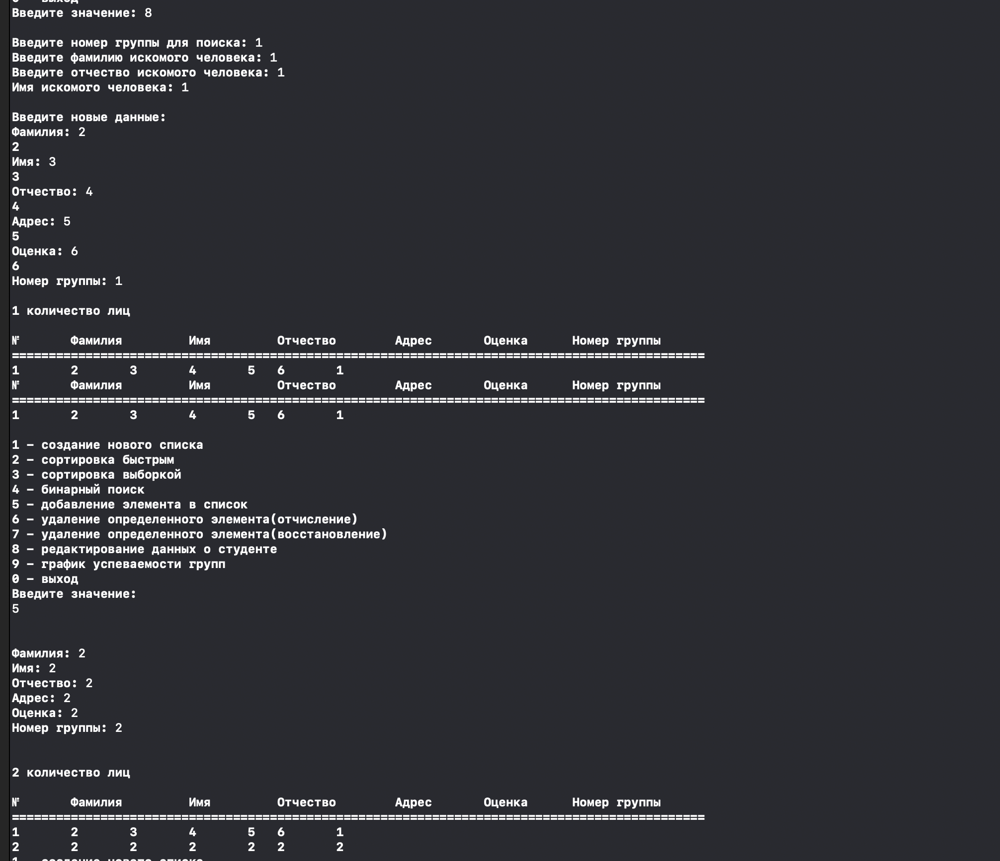 0 – выход
Введите значение: 8
Введите номер группы для поиска: 1
Введите фамилию искомого человека: 1
Введите отчество искомого человека: 1
Имя искомого человека: 1
Введите новые данные:
Фамилия: 2
2
Имя: 3
3
Отчество: 4
4
Адрес: 5
5
Оценка: 6
6
Номер группы: 1
1 количество лиц
№ Фамилия Имя Отчество Адрес Оценка Номер группы
==============================================================================================
1 2 3 4 5 6 1
№ Фамилия Имя Отчество Адрес Оценка Номер группы
==============================================================================================
1 2 3 4 5 6 1
1 – создание нового списка
2 – сортировка быстрым
3 – сортировка выборкой
4 – бинарный поиск
5 – добавление элемента в список
6 – удаление определенного элемента(отчисление)
7 – удаление определенного элемента(восстановление)
8 – редактирование данных о студенте
9 – график успеваемости групп
0 – выход
Введите значение:
5
Фамилия: 2
Имя: 2
Отчество: 2
Адрес: 2
Оценка: 2
Номер группы: 2
2 количество лиц
№ Фамилия Имя Отчество Адрес Оценка Номер группы
==============================================================================================
1 2 3 4 5 6 1
2 2 2 2 2 2 2
1 – создание нового списка